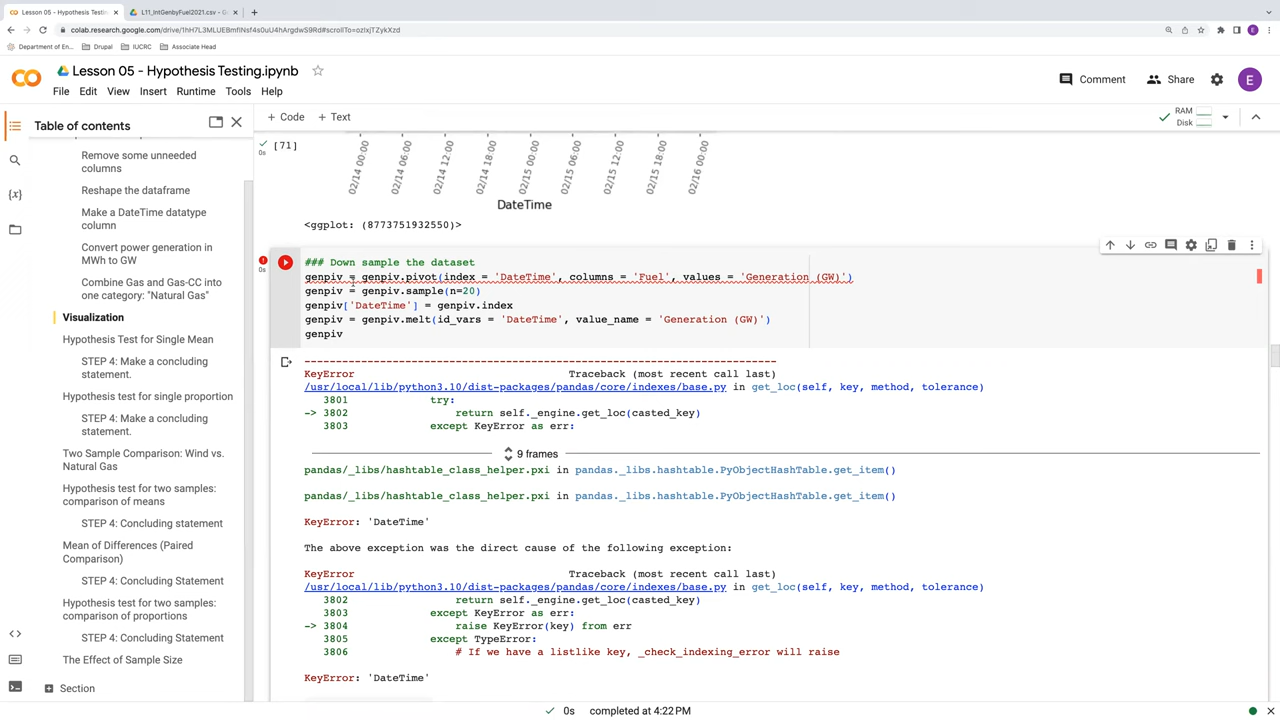 Lesson 05 - Hypothesis Testing.i
L11_IntGenbyFuel2021.csv - G
colab.research.google.com/drive/1hH7L3MLUEBmflNsf4s0uU4hArgdwS9Rd#scrollTo=ozlxjTZykXzd
Department of En...
Drupal
IUCRC
Associate Head
Lesson 05 - Hypothesis Testing.ipynb
File Edit View Insert Runtime Tools Help
Comment
Share
E
+ Code + Text
RAM
Disk
Table of contents
Remove some unneeded
columns
Reshape the dataframe
Make a DateTime datatype
column
Convert power generation in
MWh to GW
Combine Gas and Gas-CC into
one category: "Natural Gas"
Visualization
Hypothesis Test for Single Mean
STEP 4: Make a concluding
statement.
Hypothesis test for single proportion
STEP 4: Make a concluding
statement.
Two Sample Comparison: Wind vs.
Natural Gas
Hypothesis test for two samples:
comparison of means
STEP 4: Concluding statement
Mean of Differences (Paired
Comparison)
STEP 4: Concluding Statement
Hypothesis test for two samples:
comparison of proportions
STEP 4: Concluding Statement
The Effect of Sample Size
Section
0s
[71]
02/14 00:00
02/14 06:00
02/14 12:00
02/14 18:00
02/15 00:00
02/15 06:00
02/15 12:00
02/15 18:00
02/16 00:00
DateTime
<ggplot: (8773751932550)>
0s
### Down sample the dataset
genpiv = genpiv.pivot(index = 'DateTime', columns = 'Fuel', values = 'Generation (GW)')
genpiv = genpiv.sample(n=20)
genpiv['DateTime'] = genpiv.index
genpiv = genpiv.melt(id_vars = 'DateTime', value_name = 'Generation (GW)')
genpiv
---------------------------------------------------------------------------
KeyError Traceback (most recent call last)
/usr/local/lib/python3.10/dist-packages/pandas/core/indexes/base.py in get_loc(self, key, method, tolerance)
3801 try:
-> 3802 return self._engine.get_loc(casted_key)
3803 except KeyError as err:
9 frames
pandas/_libs/hashtable_class_helper.pxi in pandas._libs.hashtable.PyObjectHashTable.get_item()
pandas/_libs/hashtable_class_helper.pxi in pandas._libs.hashtable.PyObjectHashTable.get_item()
KeyError: 'DateTime'
The above exception was the direct cause of the following exception:
KeyError Traceback (most recent call last)
/usr/local/lib/python3.10/dist-packages/pandas/core/indexes/base.py in get_loc(self, key, method, tolerance)
3802 return self._engine.get_loc(casted_key)
3803 except KeyError as err:
-> 3804 raise KeyError(key) from err
3805 except TypeError:
3806 # If we have a listlike key, _check_indexing_error will raise
KeyError: 'DateTime'
0s completed at 4:22 PM